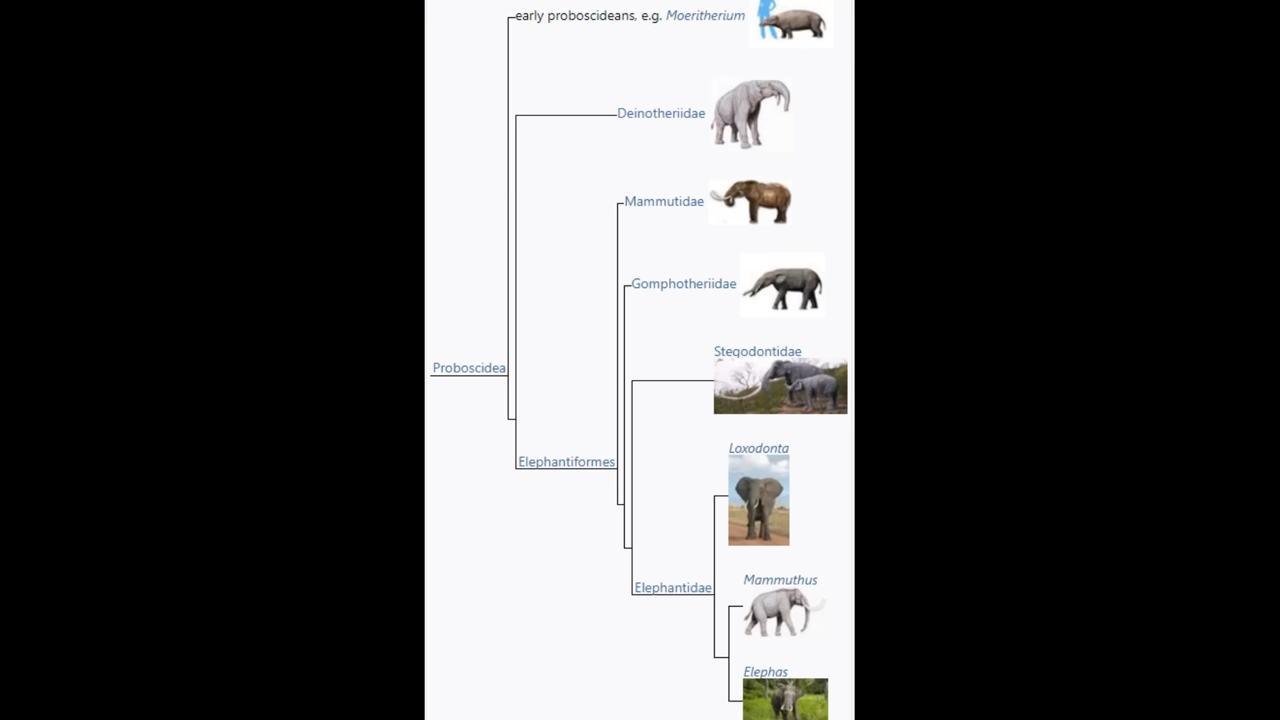 early proboscideans, e.g. Moeritherium
Deinotheriidae
Mammutidae
Gomphotheriidae
Stegodontidae
Proboscidea
Loxodonta
Elephantiformes
Mammuthus
Elephantidae
Elephas